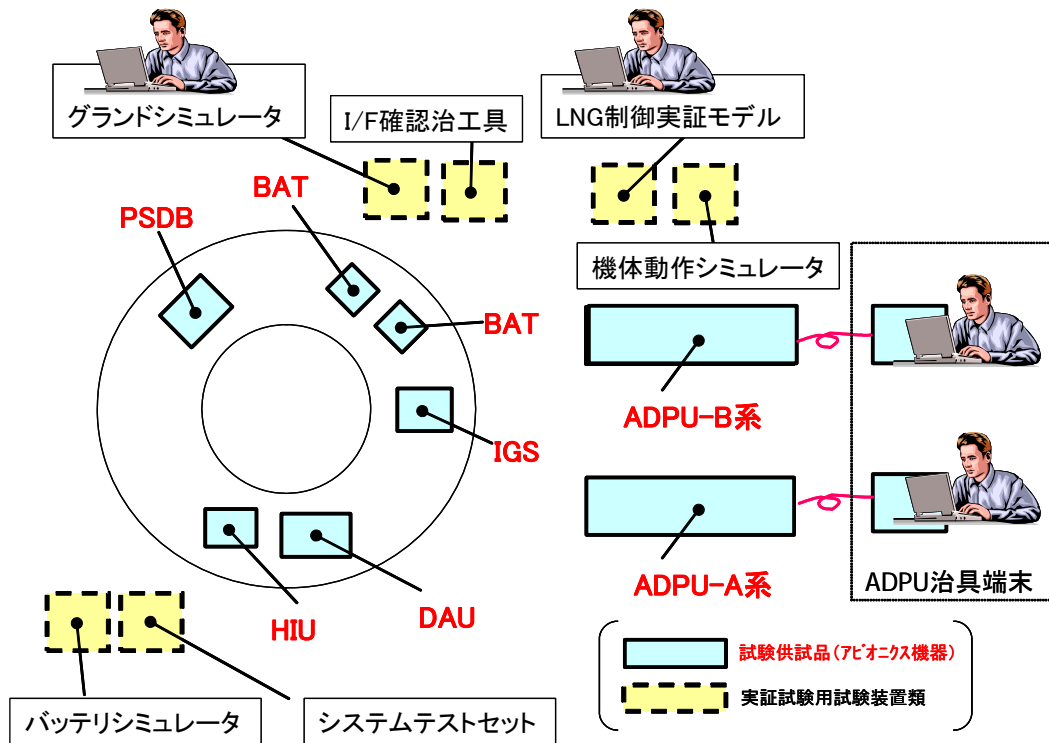 グランドシミュレータ
I/F確認治工具
LNG制御実証モデル
BAT
PSDB
機体動作シミュレータ
BAT
ADPU-B系
IGS
ADPU-A系
ADPU治具端末
HIU
DAU
試験供試品(アビオニクス機器)
実証試験用試験装置類
バッテリシミュレータ
システムテストセット